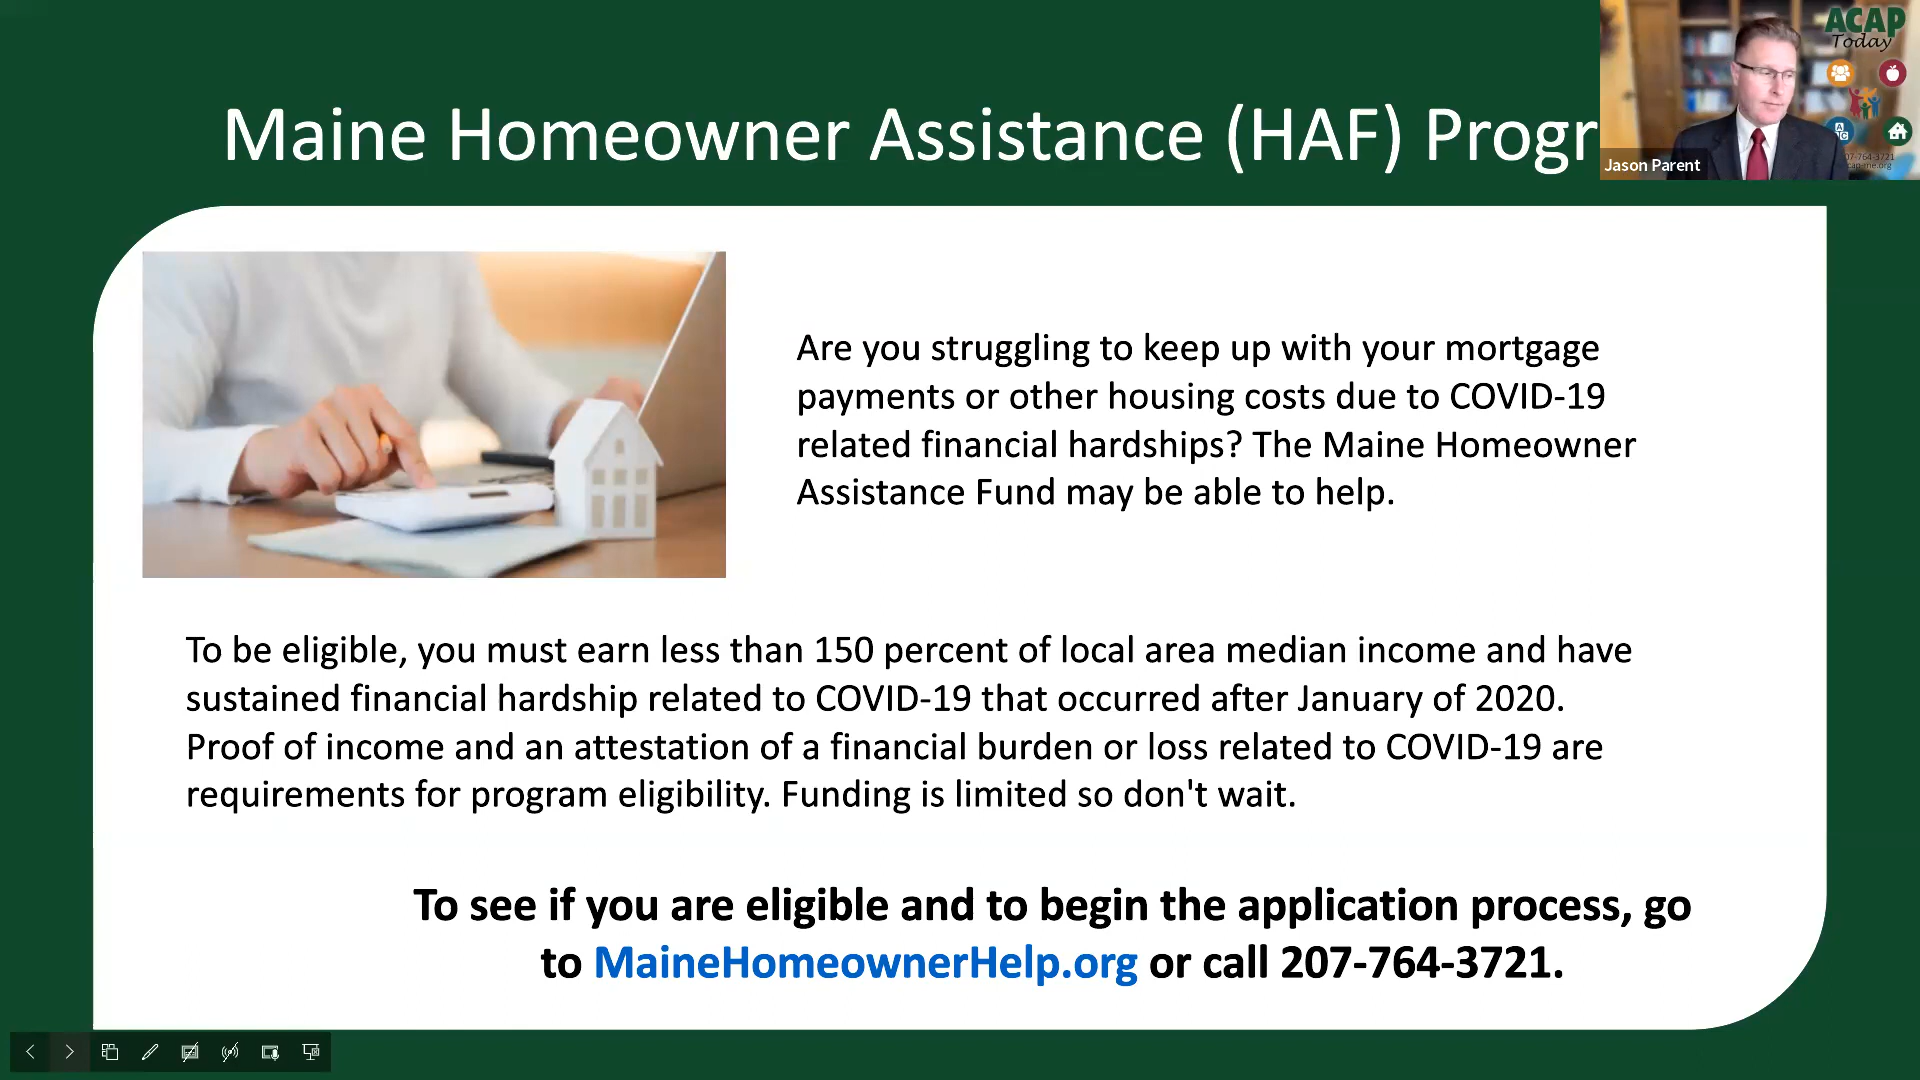 Maine Homeowner Assistance (HAF) Progr
ACAP
Today
A B C
207-764-3721
Jason Parent
Are you struggling to keep up with your mortgage
payments or other housing costs due to COVID-19
related financial hardships? The Maine Homeowner
Assistance Fund may be able to help.
To be eligible, you must earn less than 150 percent of local area median income and have
sustained financial hardship related to COVID-19 that occurred after January of 2020.
Proof of income and an attestation of a financial burden or loss related to COVID-19 are
requirements for program eligibility. Funding is limited so don't wait.
To see if you are eligible and to begin the application process, go
to MaineHomeownerHelp.org or call 207-764-3721.